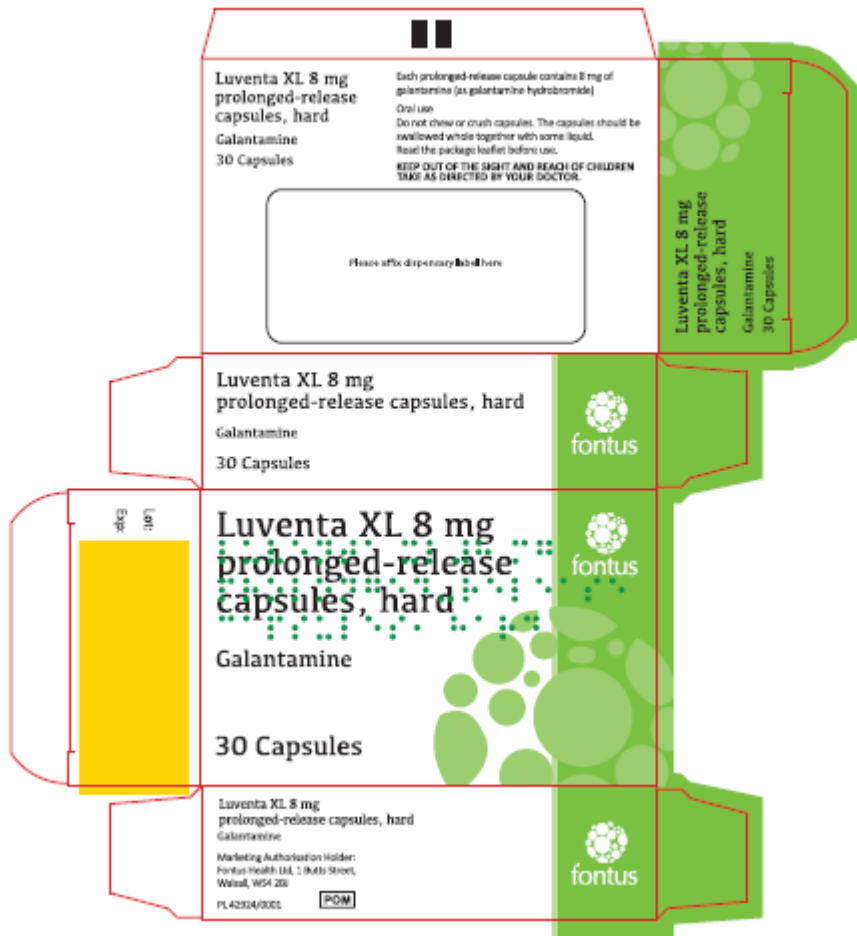 Luventa XL 8 mg
prolonged-release
capsules, hard
Galantamine
30 Capsules
Each prolonged-release capsule contains 8 mg of
galantamine (as galantamine hydrobromide)
Oral use
Do not chew or crush capsules. The capsules should be
swallowed whole together with some liquid.
Read the package leaflet before use.
KEEP OUT OF THE SIGHT AND REACH OF CHILDREN
TAKE AS DIRECTED BY YOUR DOCTOR.
Please affix dispensary label here
Luventa XL 8 mg
prolonged-release
capsules, hard
Galantamine
30 Capsules
Luventa XL 8 mg
prolonged-release capsules, hard
Galantamine
30 Capsules
fontus
Lot:
Exp:
Luventa XL 8 mg
prolonged-release
capsules, hard
Galantamine
30 Capsules
fontus
Luventa XL 8 mg
prolonged-release capsules, hard
Galantamine
Marketing Authorisation Holder:
Fontus Health Ltd, 1 Butts Street,
Walsall, WS4 2BJ
PL 42924/0001
POM
fontus